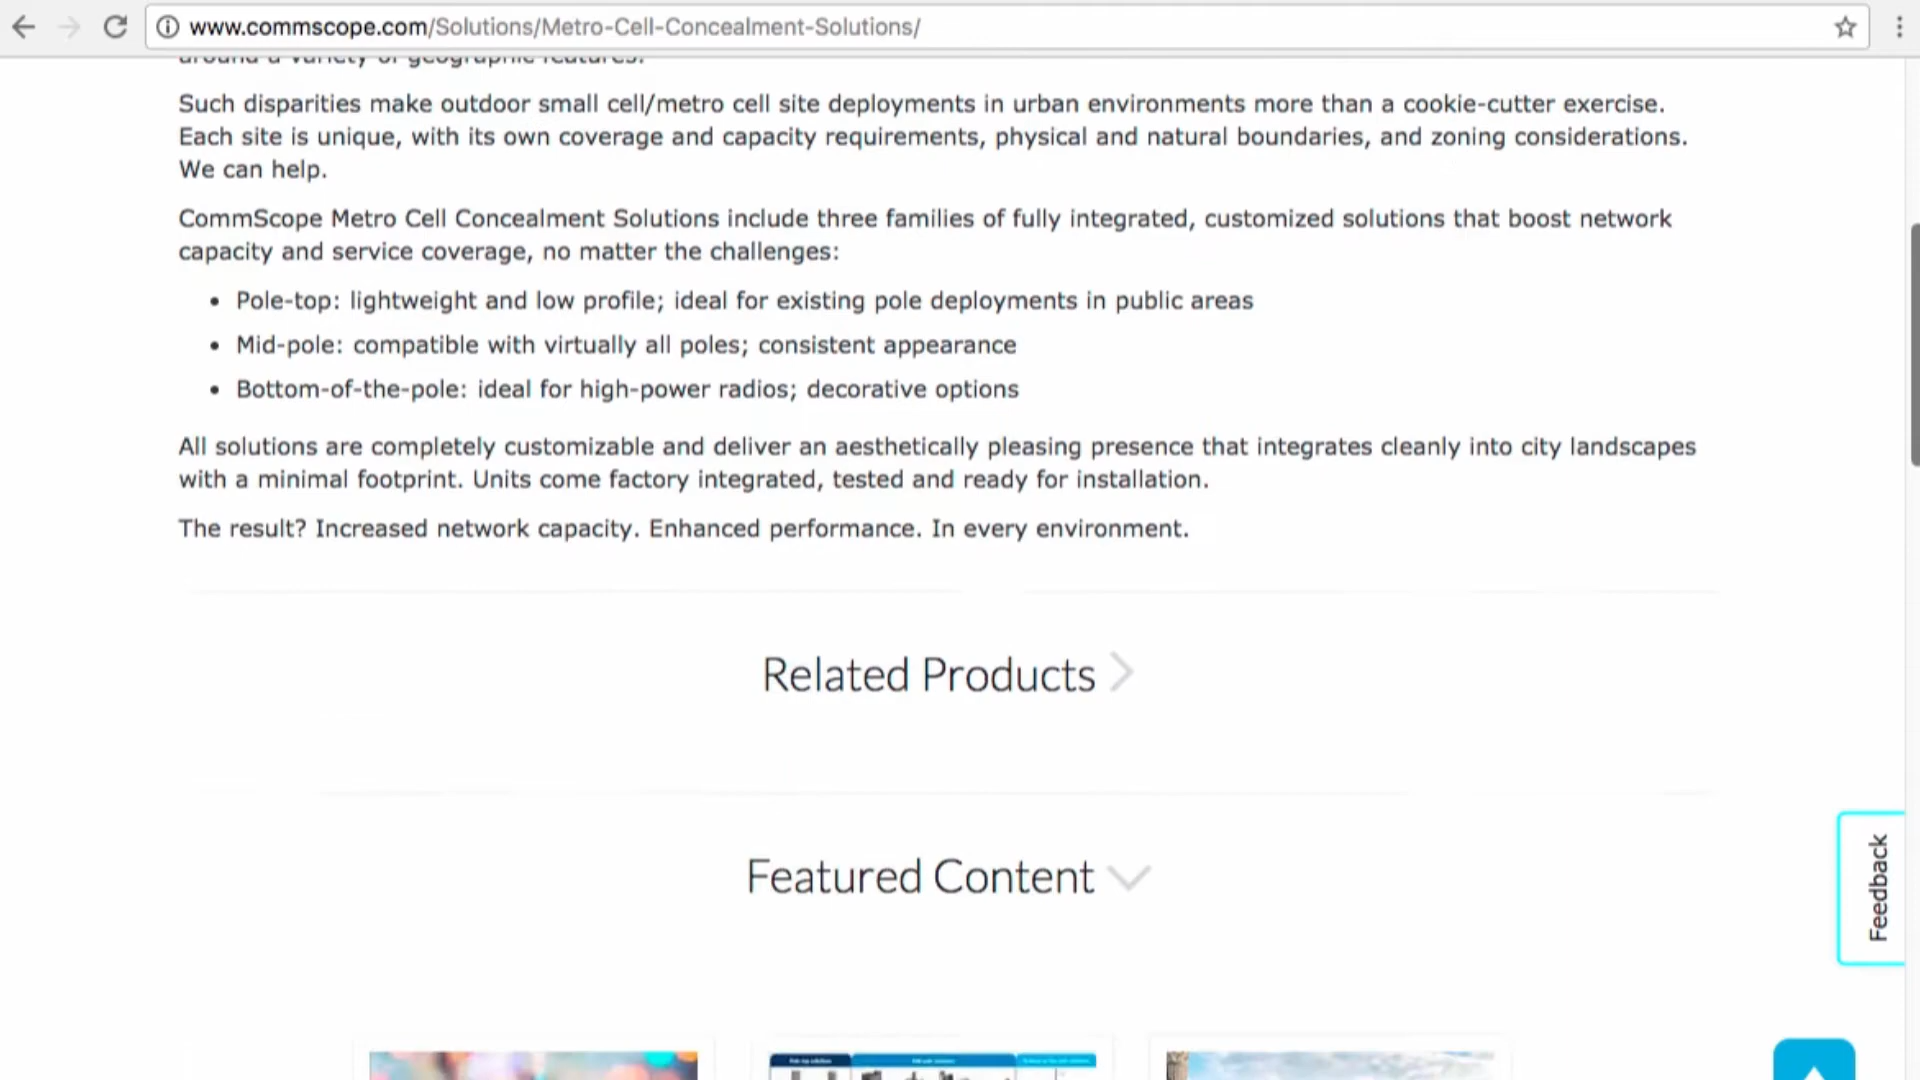 www.commscope.com/Solutions/Metro-Cell-Concealment-Solutions/
around a variety of geographic features.
Such disparities make outdoor small cell/metro cell site deployments in urban environments more than a cookie-cutter exercise.
Each site is unique, with its own coverage and capacity requirements, physical and natural boundaries, and zoning considerations.
We can help.
CommScope Metro Cell Concealment Solutions include three families of fully integrated, customized solutions that boost network
capacity and service coverage, no matter the challenges:
• Pole-top: lightweight and low profile; ideal for existing pole deployments in public areas
• Mid-pole: compatible with virtually all poles; consistent appearance
• Bottom-of-the-pole: ideal for high-power radios; decorative options
All solutions are completely customizable and deliver an aesthetically pleasing presence that integrates cleanly into city landscapes
with a minimal footprint. Units come factory integrated, tested and ready for installation.
The result? Increased network capacity. Enhanced performance. In every environment.
Related Products
Featured Content
Feedback